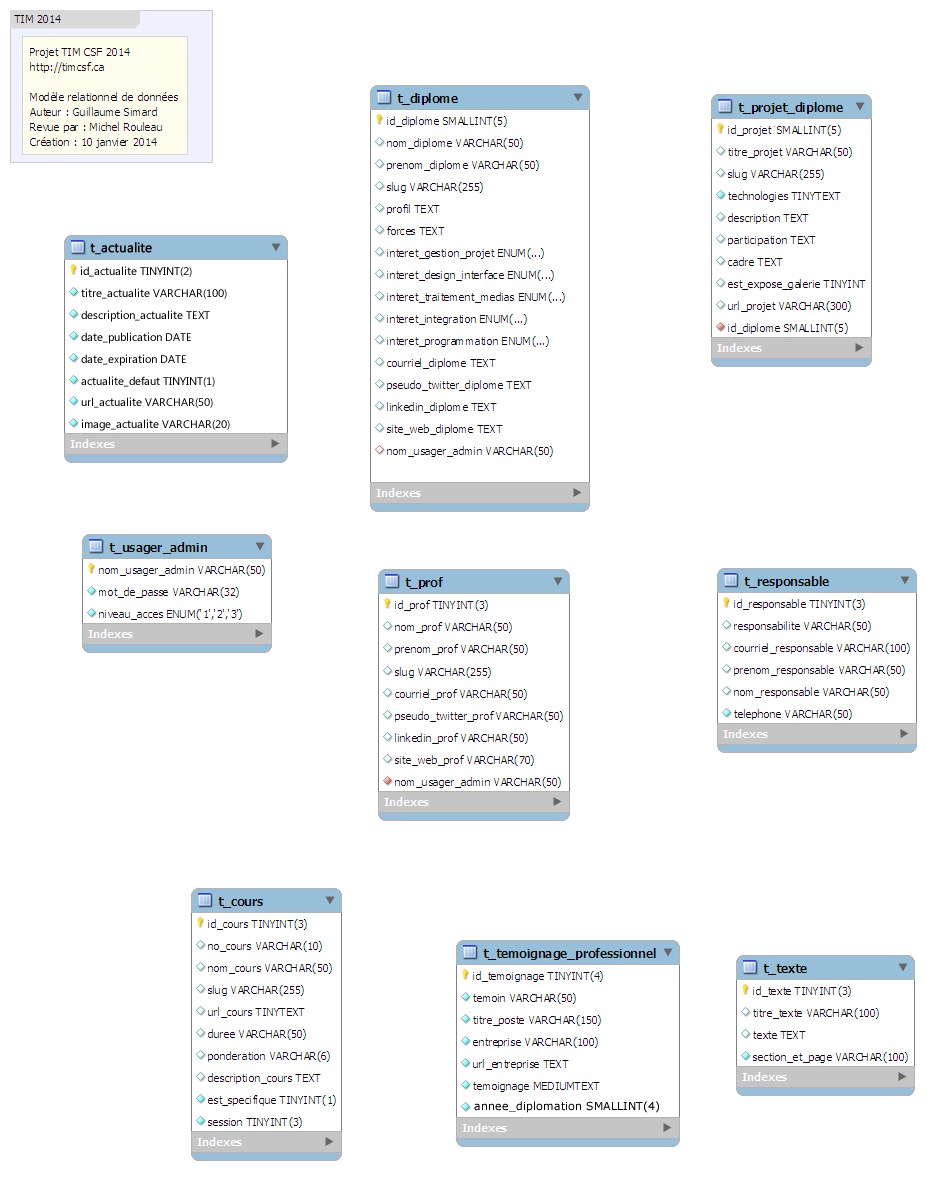 TIM 2014
Projet TIM CSF 2014
http://timcsf.ca
Modèle relationnel de données
Auteur : Guillaume Simard
Revue par : Michel Rouleau
Création : 10 janvier 2014
t_diplome
id_diplome SMALLINT(5)
nom_diplome VARCHAR(50)
prenom_diplome VARCHAR(50)
slug VARCHAR(255)
profil TEXT
forces TEXT
interet_gestion_projet ENUM(...)
interet_design_interface ENUM(...)
interet_traitement_medias ENUM(...)
interet_integration ENUM(...)
interet_programmation ENUM(...)
courriel_diplome TEXT
pseudo_twitter_diplome TEXT
linkedin_diplome TEXT
site_web_diplome TEXT
nom_usager_admin VARCHAR(50)
Indexes
t_projet_diplome
id_projet`SMALLINT(5)
titre_projet VARCHAR(50)
slug VARCHAR(255)
technologies TINYTEXT
description TEXT
participation TEXT
cadre TEXT
est_expose_galerie TINYINT
url_projet VARCHAR(300)
id_diplome SMALLINT(5)
Indexes
t_actualite
id_actualite TINYINT(2)
titre_actualite VARCHAR(100)
description_actualite TEXT
date_publication DATE
date_expiration DATE
actualite_defaut TINYINT(1)
url_actualite VARCHAR(50)
image_actualite VARCHAR(20)
Indexes
t_usager_admin
nom_usager_admin VARCHAR(50)
mot_de_passe VARCHAR(32)
niveau_acces ENUM('1','2','3')
Indexes
t_prof
id_prof TINYINT(3)
nom_prof VARCHAR(50)
prenom_prof VARCHAR(50)
slug VARCHAR(255)
courriel_prof VARCHAR(50)
pseudo_twitter_prof VARCHAR(50)
linkedin_prof VARCHAR(50)
site_web_prof VARCHAR(70)
nom_usager_admin VARCHAR(50)
Indexes
t_responsable
id_responsable TINYINT(3)
responsabilite VARCHAR(50)
courriel_responsable VARCHAR(100)
prenom_responsable VARCHAR(50)
nom_responsable VARCHAR(50)
telephone VARCHAR(50)
Indexes
t_cours
id_cours TINYINT(3)
no_cours VARCHAR(10)
nom_cours VARCHAR(50)
slug VARCHAR(255)
url_cours TINYTEXT
duree VARCHAR(50)
ponderation VARCHAR(6)
description_cours TEXT
est_specifique TINYINT(1)
session TINYINT(3)
Indexes
t_temoignage_professionnel
id_temoignage TINYINT(4)
temoin VARCHAR(50)
titre_poste VARCHAR(150)
entreprise VARCHAR(100)
url_entreprise TEXT
temoignage MEDIUMTEXT
annee_diplomation SMALLINT(4)
Indexes
t_texte
id_texte TINYINT(3)
titre_texte VARCHAR(100)
texte TEXT
section_et_page VARCHAR(100)
Indexes